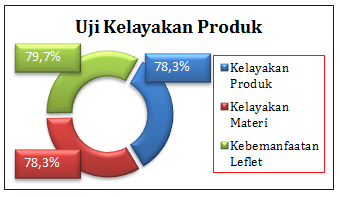 Uji Kelayakan Produk
79,7%
78,3%
78,3%
Kelayakan
Produk
Kelayakan
Materi
Kebemanfaatan
Leflet